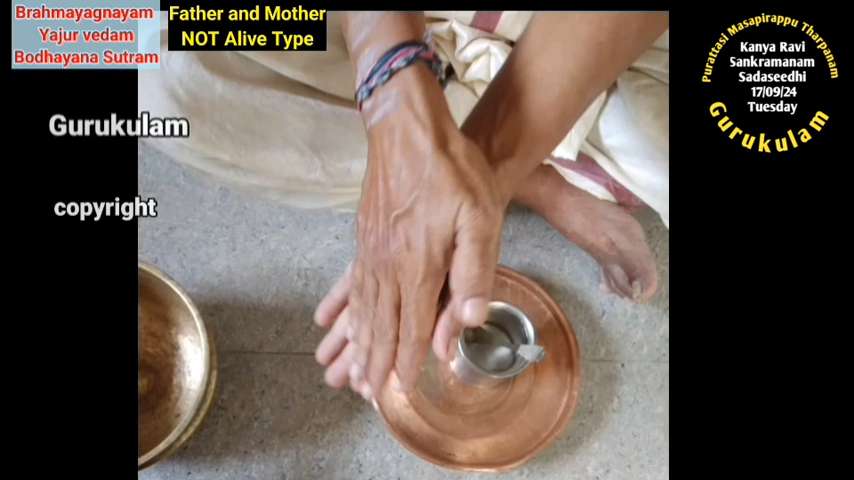 Brahmayagnayam
Yajur vedam
Bodhayana Sutram
Father and Mother
NOT Alive Type
Gurukulam
copyright
Purattasi Masapirappu Tharpanam
Kanya Ravi
Sankramanam
Sadaseedhi
17/09/24
Tuesday
Gurukulam